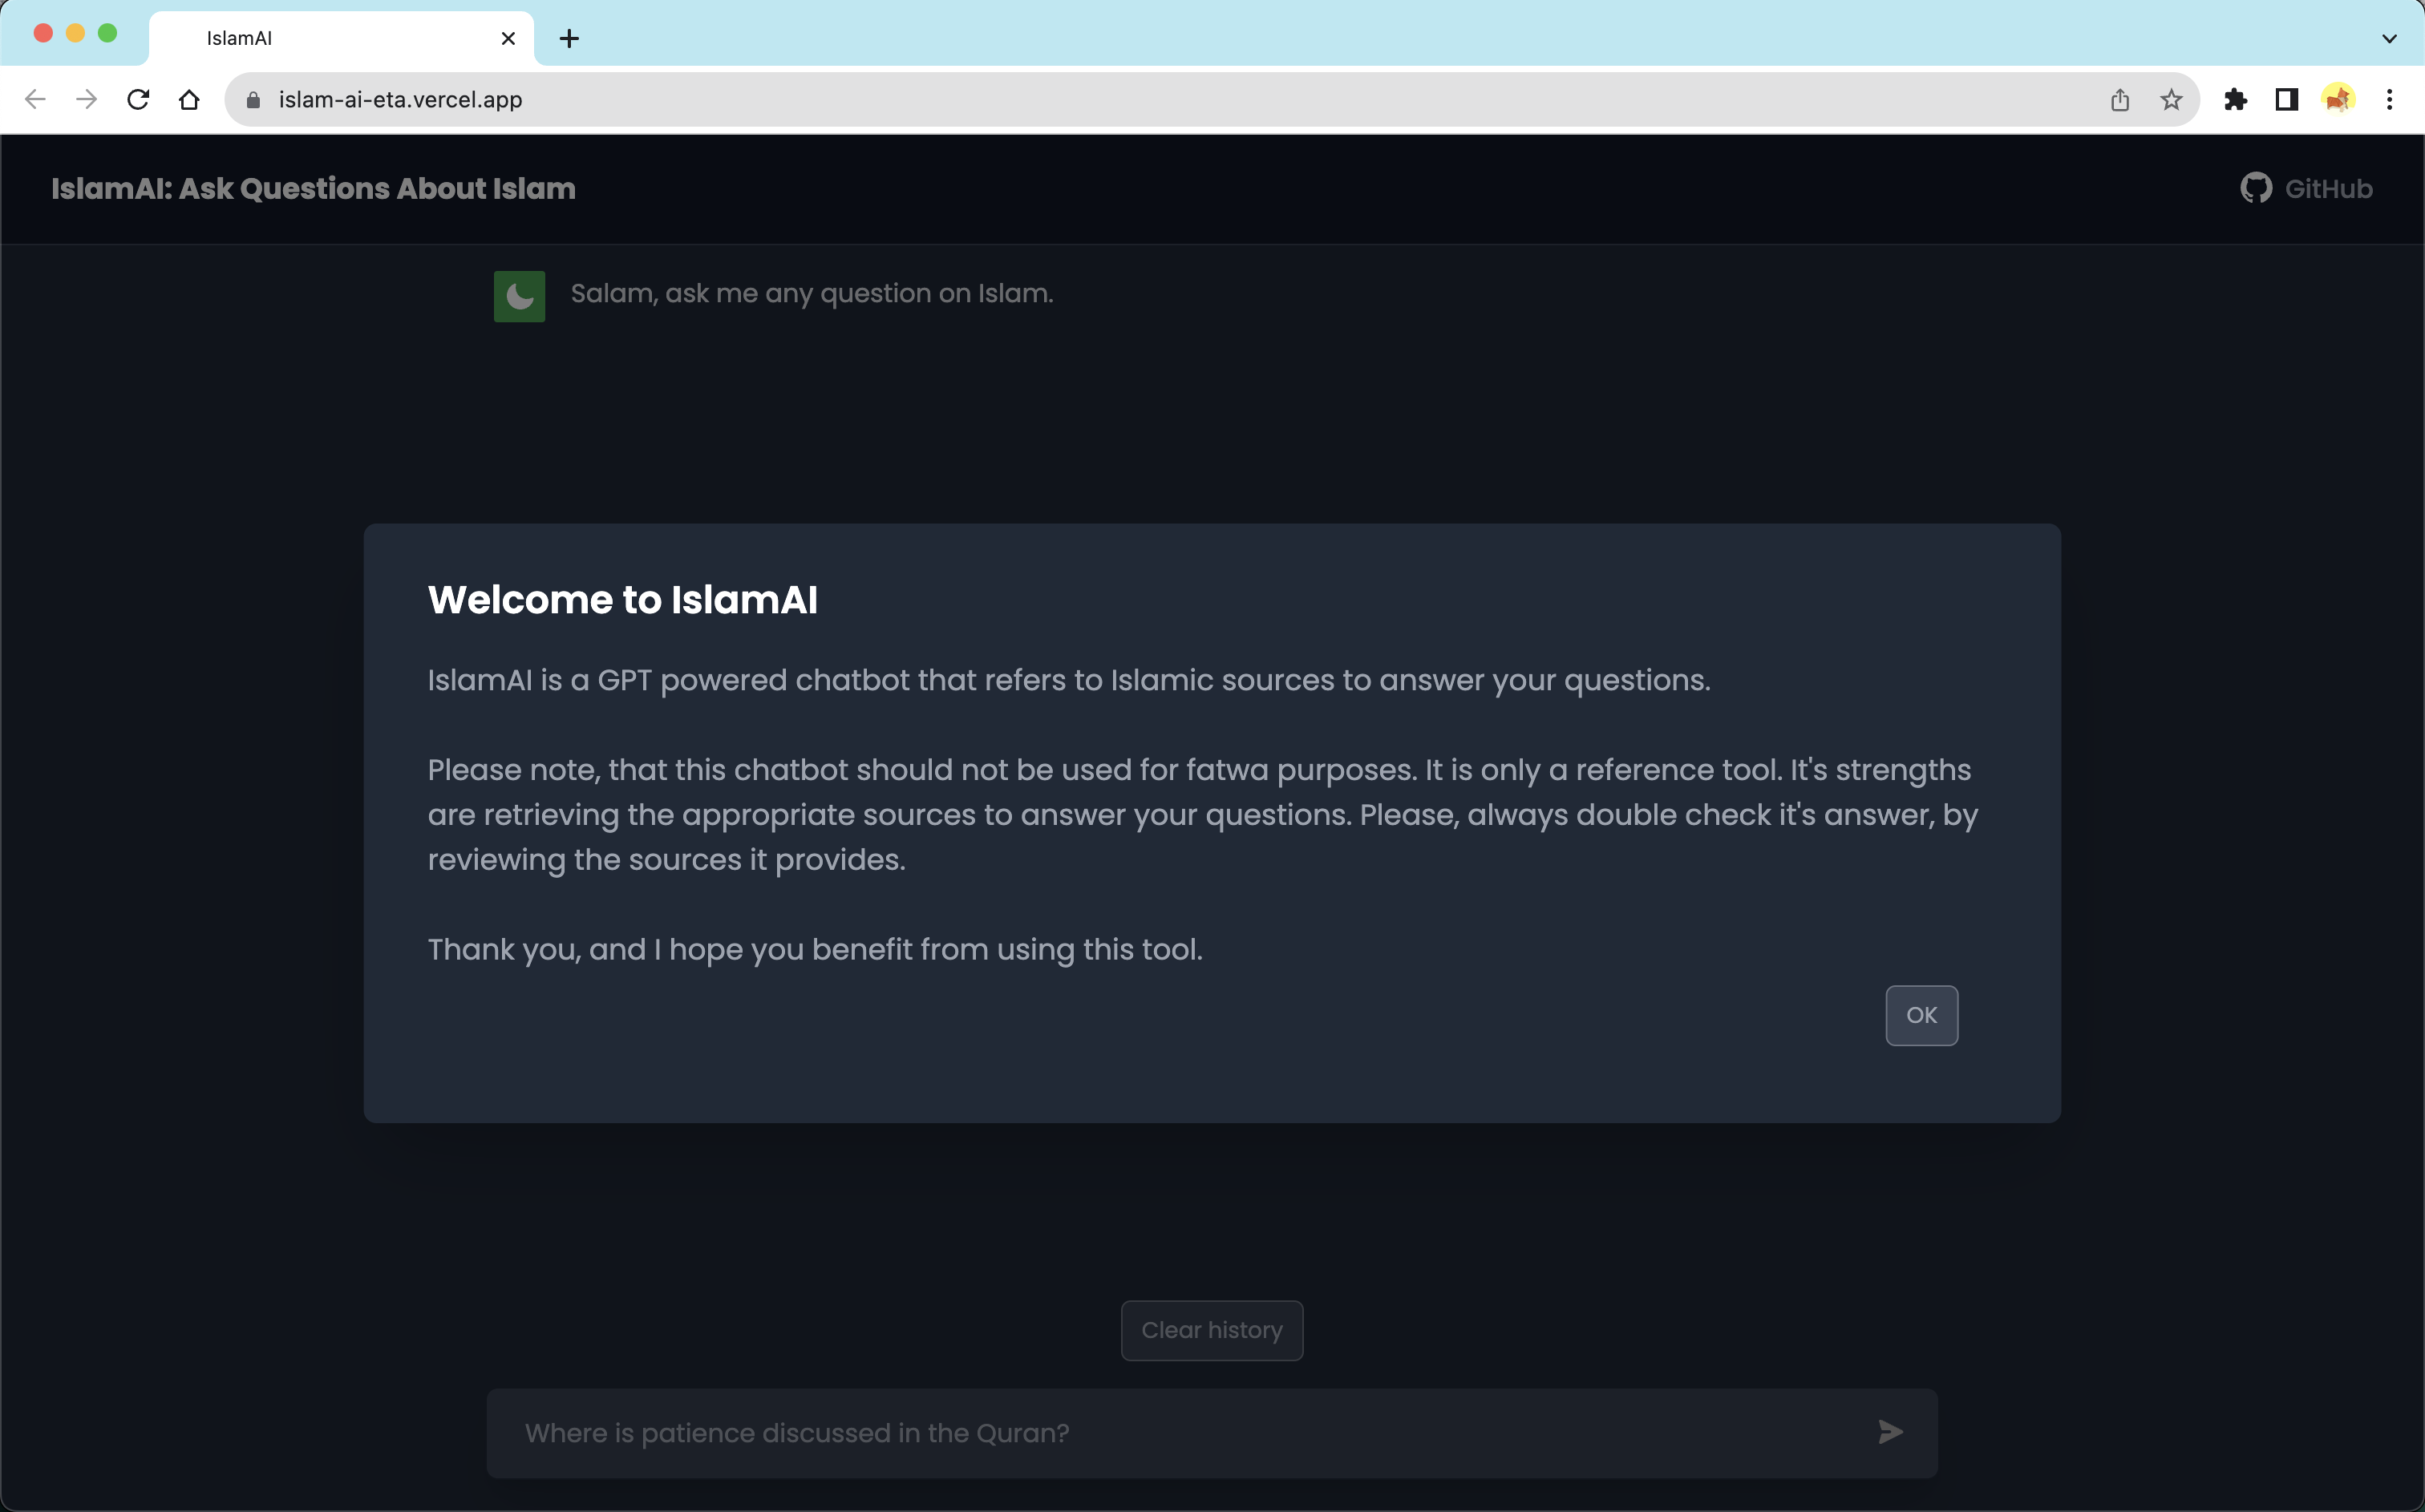 IslamAI
islam-ai-eta.vercel.app
IslamAI: Ask Questions About Islam
GitHub
Salam, ask me any question on Islam.
Welcome to IslamAI
IslamAI is a GPT powered chatbot that refers to Islamic sources to answer your questions.
Please note, that this chatbot should not be used for fatwa purposes. It is only a reference tool. It's strengths
are retrieving the appropriate sources to answer your questions. Please, always double check it's answer, by
reviewing the sources it provides.
Thank you, and I hope you benefit from using this tool.
OK
Clear history
Where is patience discussed in the Quran?